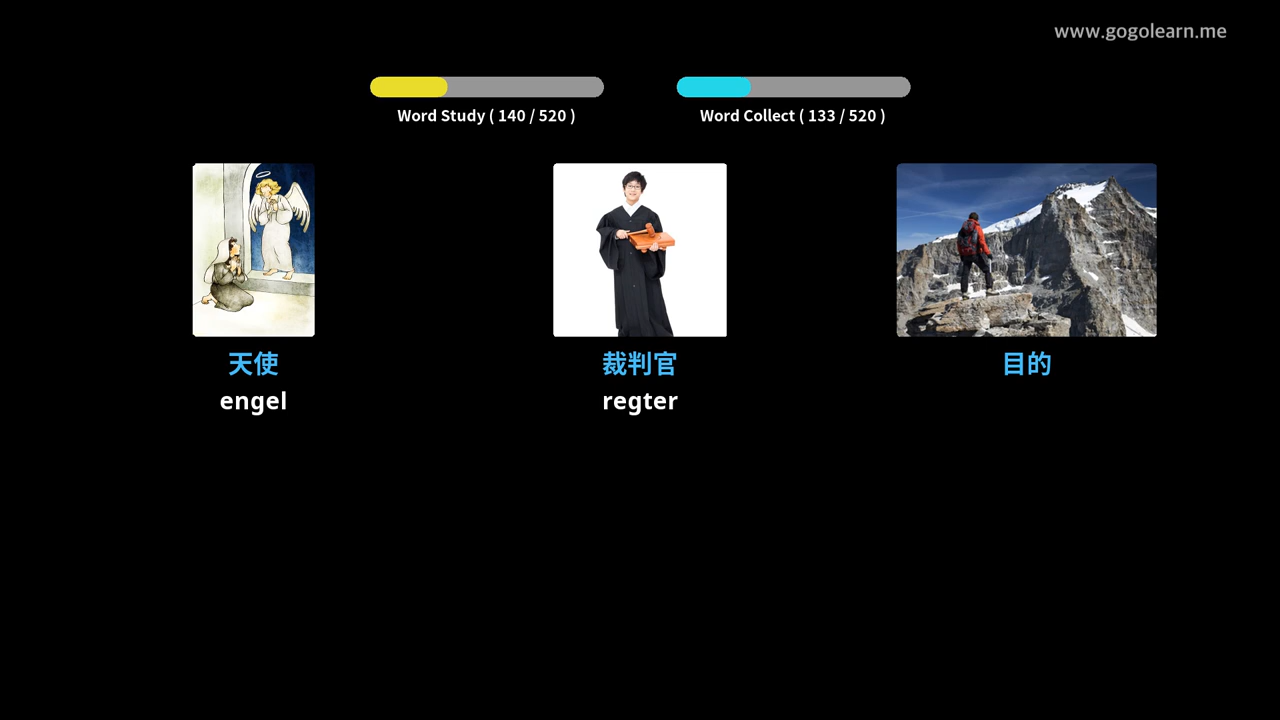 www.gogolearn.me
Word Study ( 140 / 520 )
Word Collect ( 133 / 520 )
天使
engel
裁判官
regter
目的